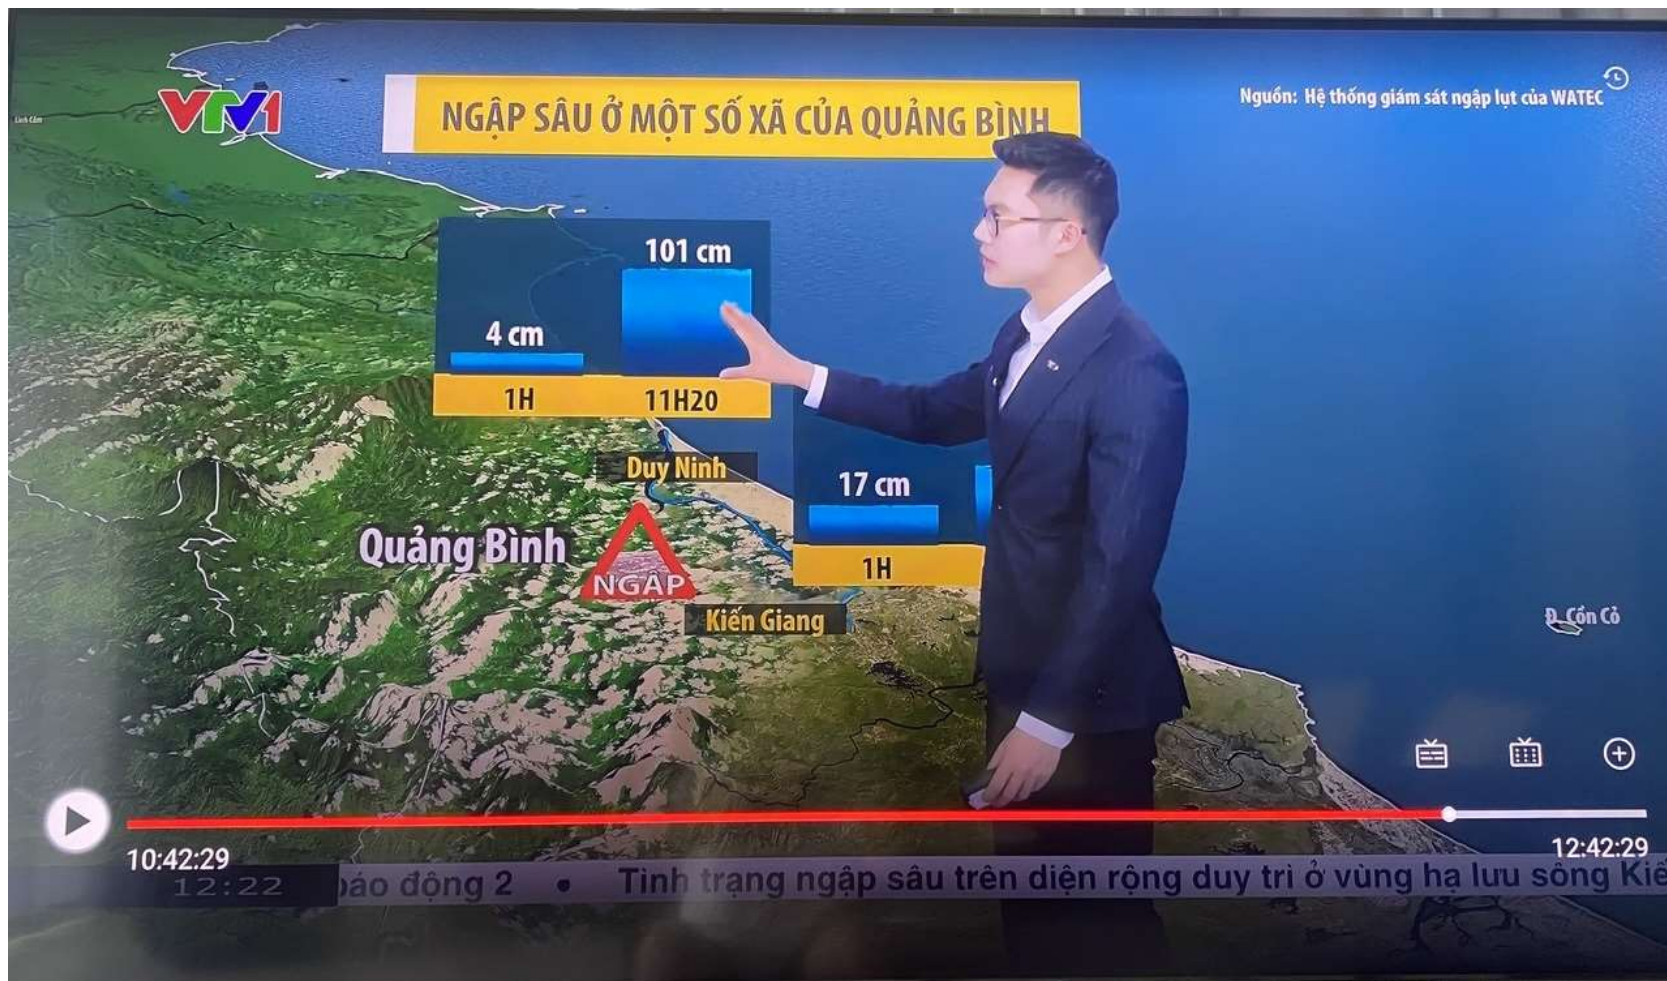 VTV1
NGẬP SÂU Ở MỘT SỐ XÃ CỦA QUẢNG BÌNH
Nguồn: Hệ thống giám sát ngập lụt của WATEC
101 cm
4 cm
1H
11H20
Duy Ninh
17 cm
1H
Quảng Bình
NGẬP
Kiến Giang
Đ. Cồn Cỏ
10:42:29
12:42:29
12:22
báo động 2 • Tình trạng ngập sâu trên diện rộng duy trì ở vùng hạ lưu sông Kiế